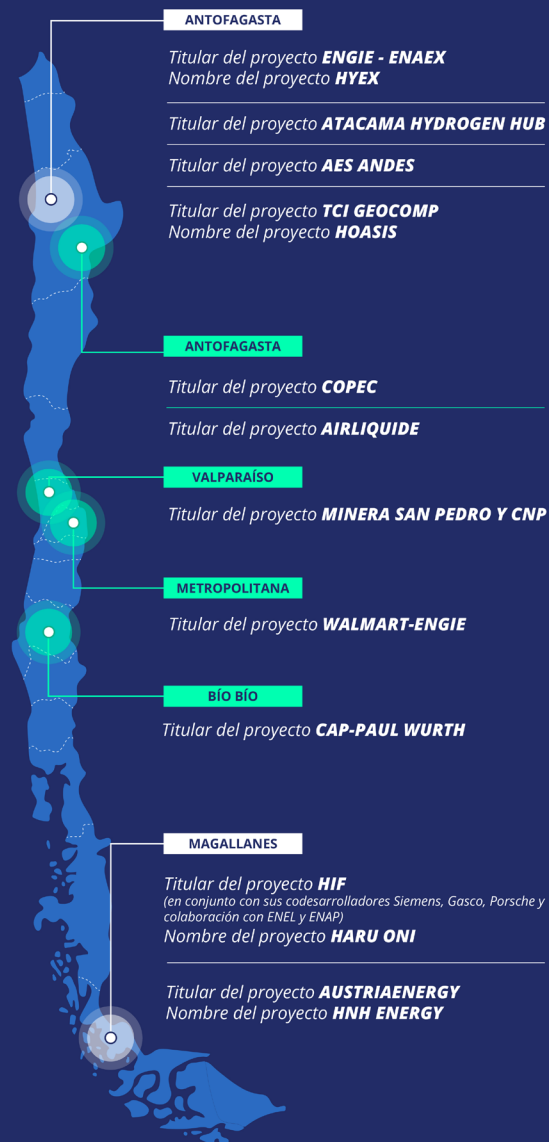 ANTOFAGASTA
Titular del proyecto ENGIE - ENAEX
Nombre del proyecto HYEX
Titular del proyecto ATACAMA HYDROGEN HUB
Titular del proyecto AES ANDES
Titular del proyecto TCI GEOCOMP
Nombre del proyecto HOASIS
ANTOFAGASTA
Titular del proyecto COPEC
Titular del proyecto AIRLIQUIDE
VALPARAÍSO
Titular del proyecto MINERA SAN PEDRO Y CNP
METROPOLITANA
Titular del proyecto WALMART-ENGIE
BÍO BÍO
Titular del proyecto CAP-PAUL WURTH
MAGALLANES
Titular del proyecto HIF
(en conjunto con sus codesarrolladores Siemens, Gasco, Porsche y
colaboración con ENEL y ENAP)
Nombre del proyecto HARU ONI
Titular del proyecto AUSTRIAENERGY
Nombre del proyecto HNH ENERGY